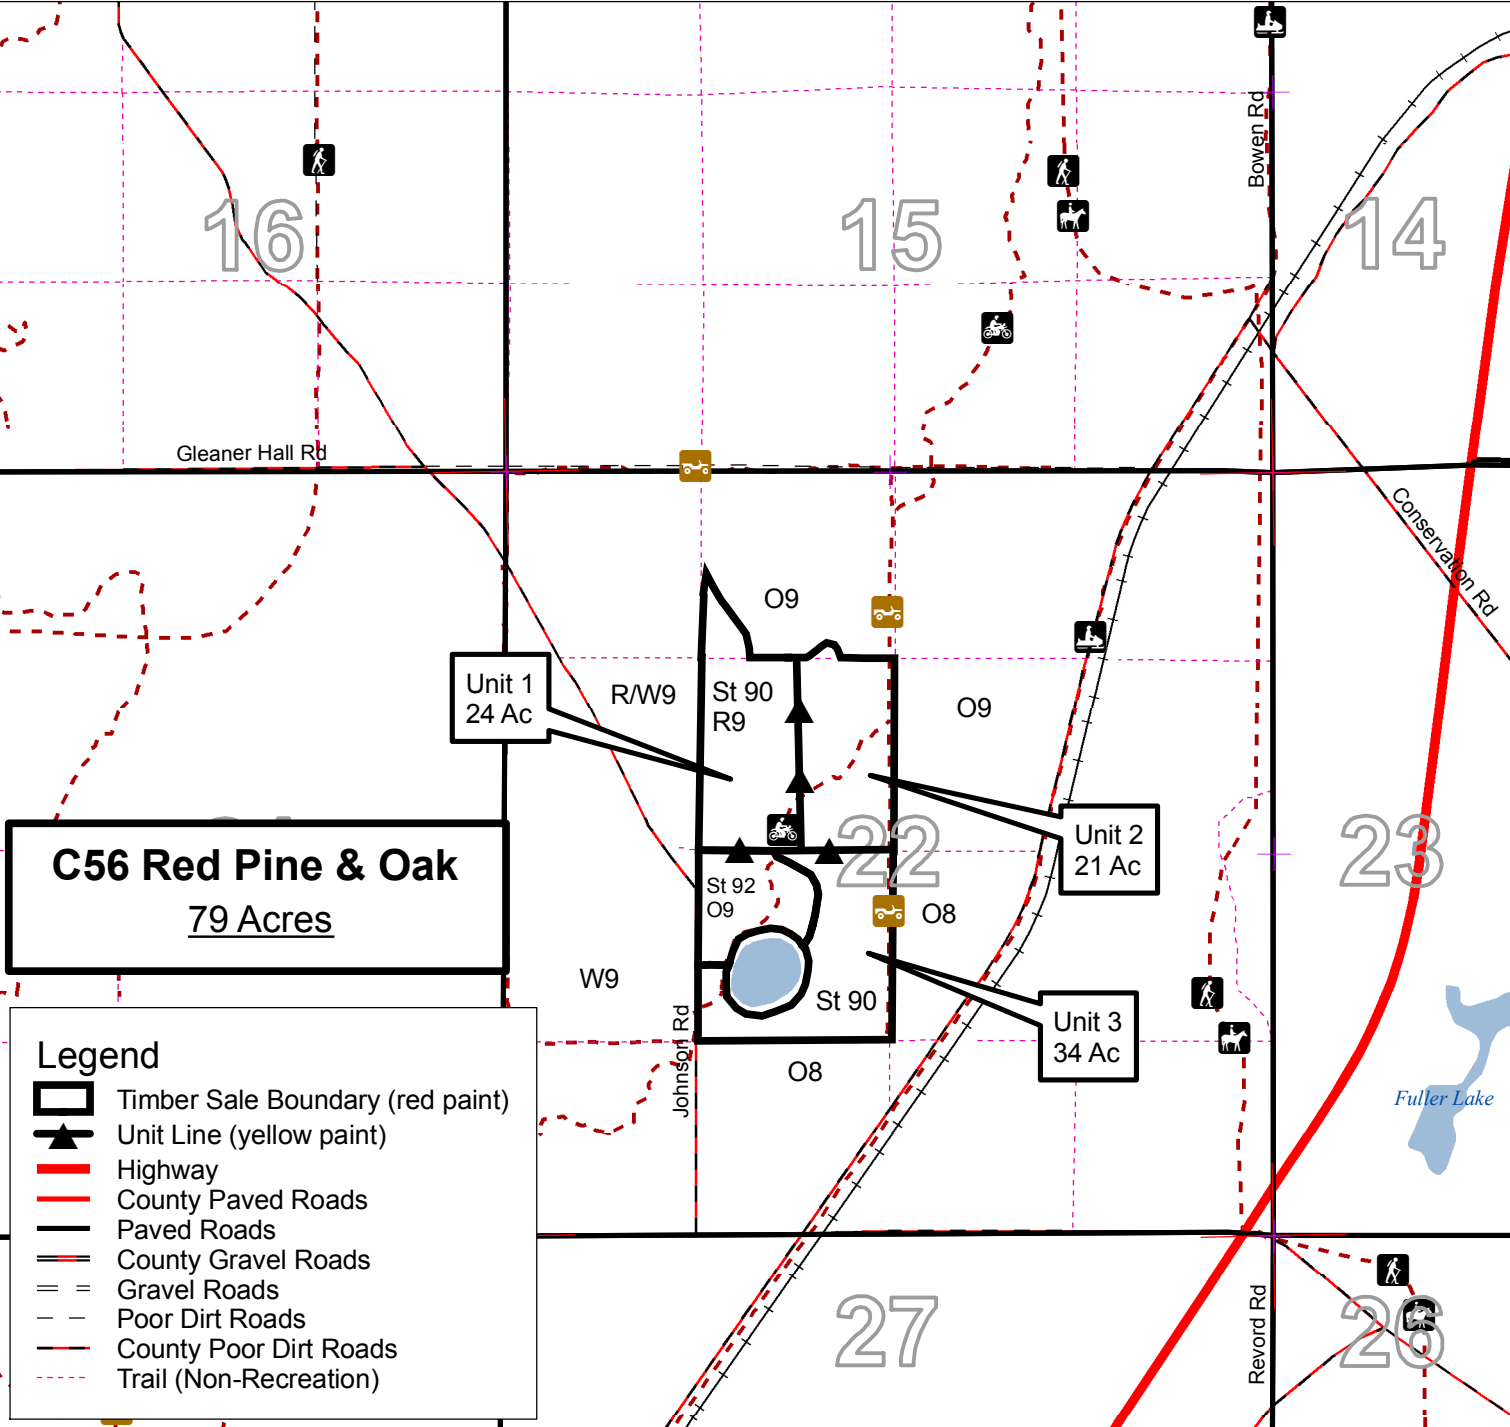 16
15
14
Bowen Rd
Gleaner Hall Rd
Conservation Rd
O9
Unit 1
24 Ac
R/W9
St 90
R9
O9
Unit 2
21 Ac
22
23
C56 Red Pine & Oak
79 Acres
St 92
O9
O8
W9
St 90
Unit 3
34 Ac
Johnson Rd
O8
Fuller Lake
Legend
Timber Sale Boundary (red paint)
Unit Line (yellow paint)
Highway
County Paved Roads
Paved Roads
County Gravel Roads
Gravel Roads
Poor Dirt Roads
County Poor Dirt Roads
Trail (Non-Recreation)
27
Revord Rd
26